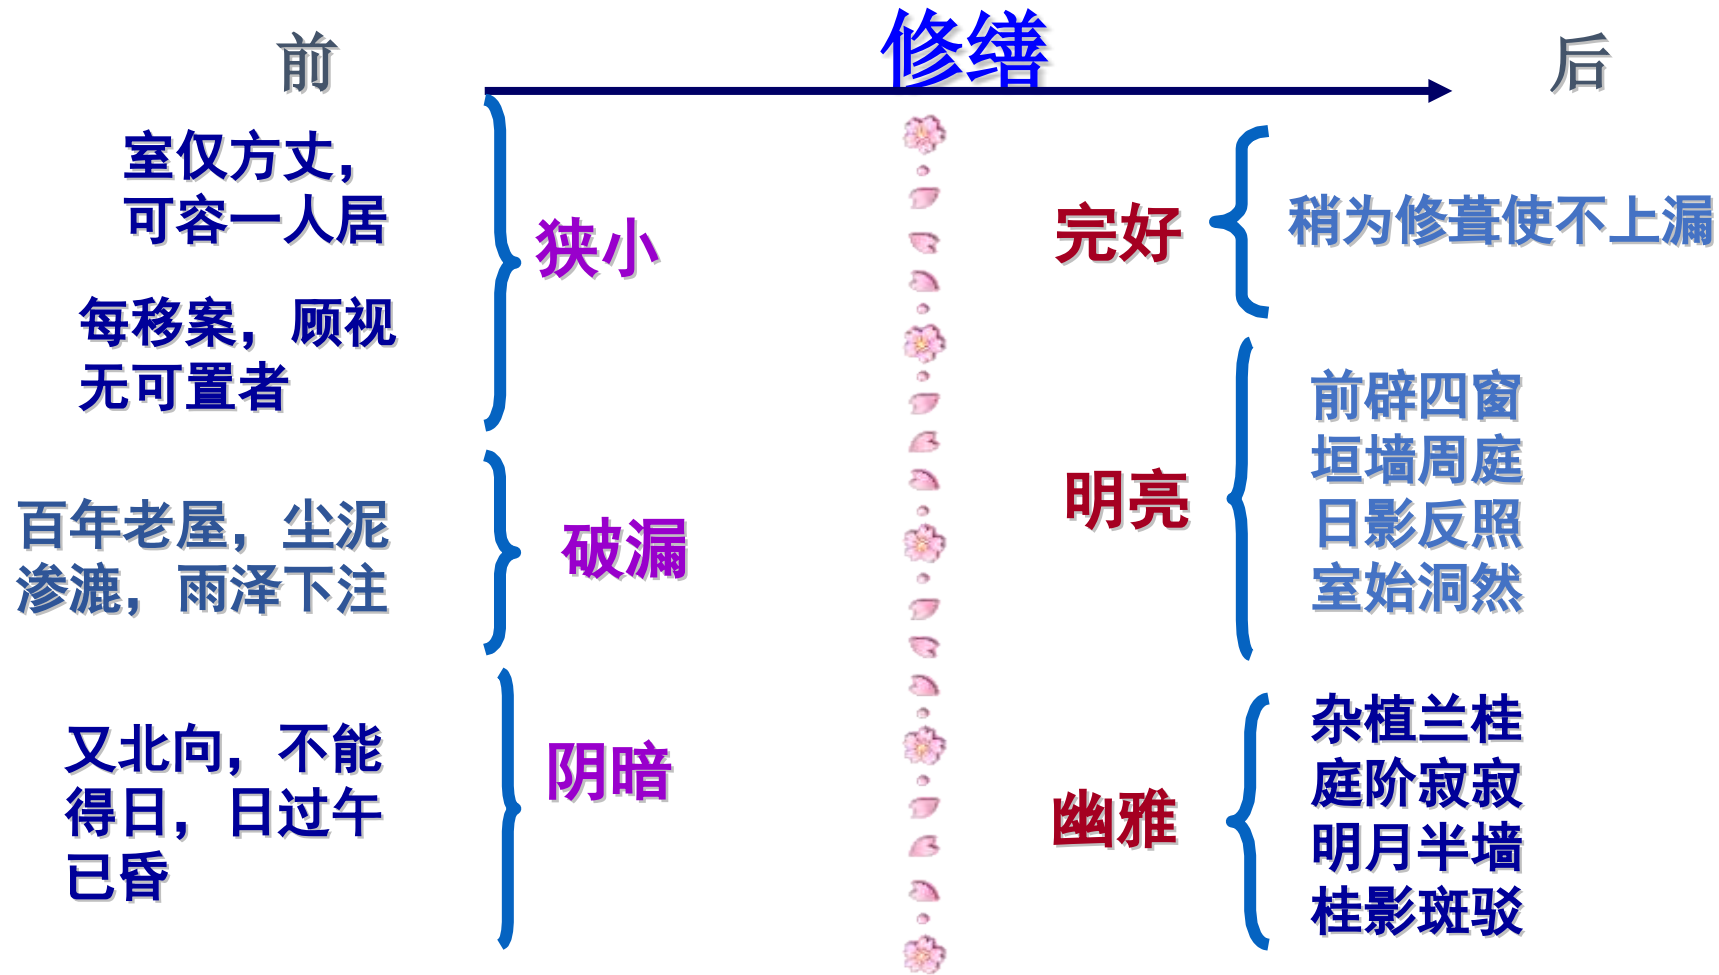 前
修缮
后
室仅方丈，
可容一人居
每移案，顾视
无可置者
狭小
百年老屋，尘泥
渗漉，雨泽下注
破漏
又北向，不能
得日，日过午
已昏
阴暗
完好
稍为修葺使不上漏
明亮
前辟四窗
垣墙周庭
日影反照
室始洞然
幽雅
杂植兰桂
庭阶寂寂
明月半墙
桂影斑驳